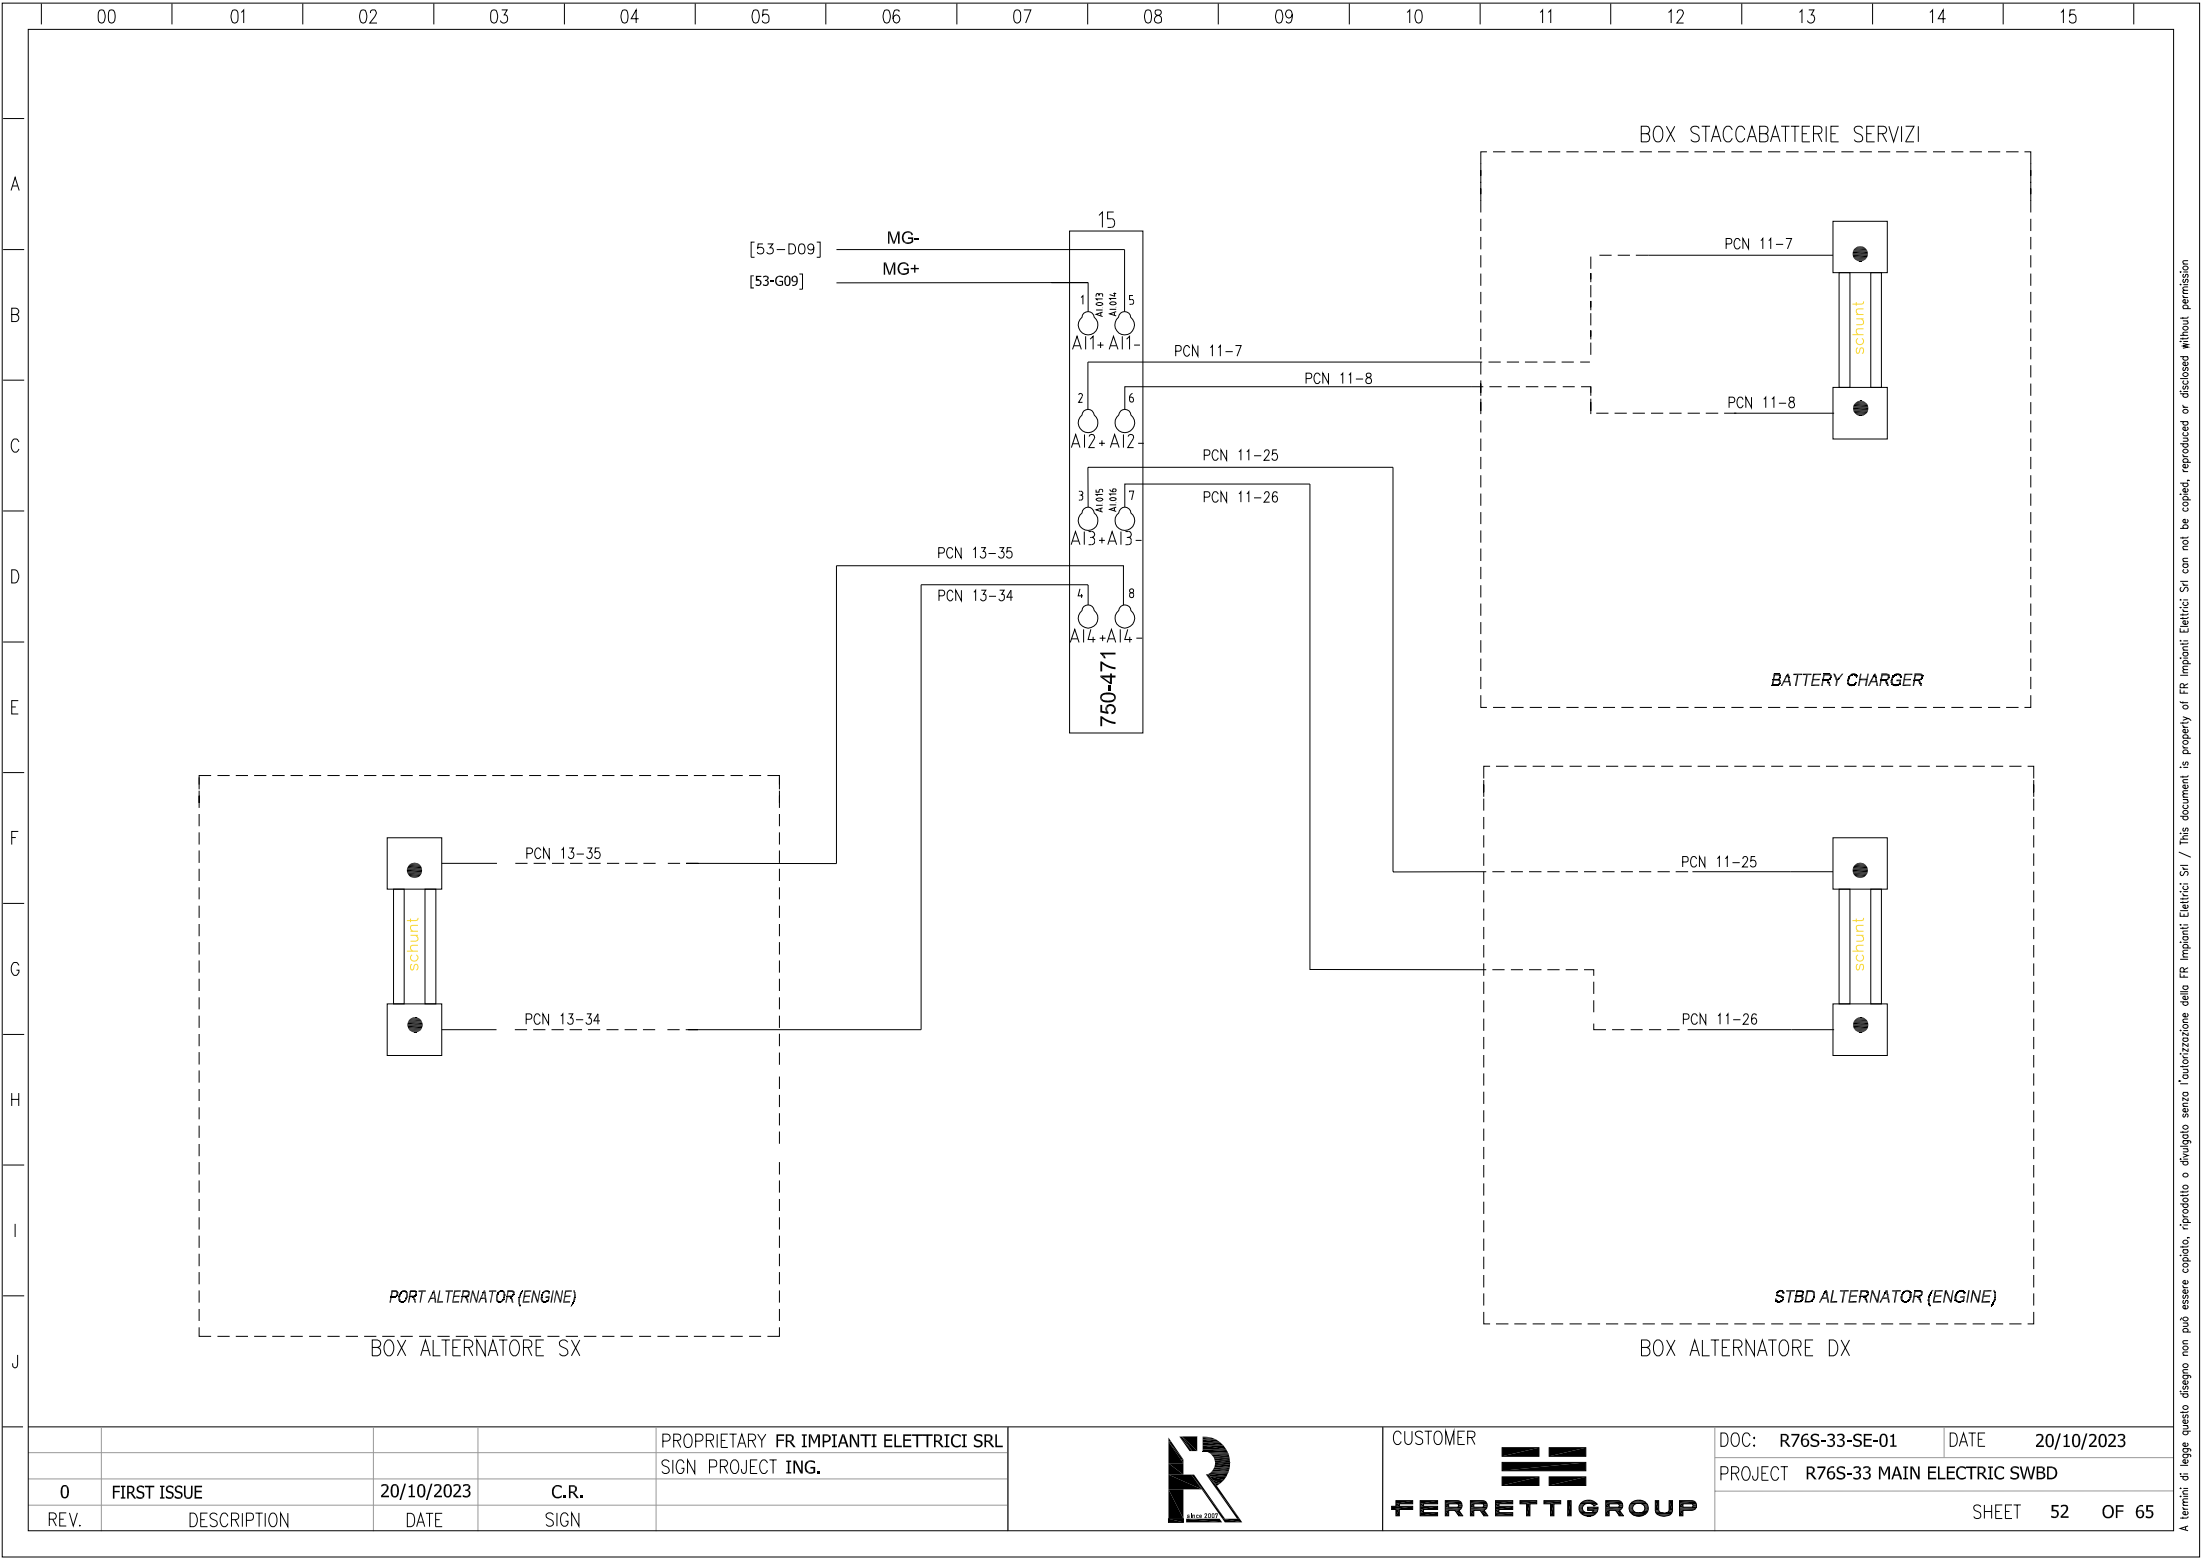 00 01 02 03 04 05 06 07 08 09 10 11 12 13 14 15
A
B
C
D
E
F
G
H
I
J
BOX STACCABATTERIE SERVIZI
15
[53-D09] MG-
[53-G09] MG+
PCN 11-7
schunt
PCN 11-8
BATTERY CHARGER
1 AI.013 AI.014 5
AI1+ AI1-
PCN 11-7
PCN 11-8
2 6
AI2+ AI2-
PCN 11-25
PCN 11-26
3 AI.015 AI.016 7
AI3+ AI3-
PCN 13-35
PCN 13-34
4 8
AI4+ AI4-
750-471
PCN 13-35
schunt
PCN 13-34
PORT ALTERNATOR (ENGINE)
BOX ALTERNATORE SX
PCN 11-25
schunt
PCN 11-26
STBD ALTERNATOR (ENGINE)
BOX ALTERNATORE DX
A termini di legge questo disegno non può essere copiato, riprodotto o divulgato senza l'autorizzazione della FR Impianti Elettrici Srl / This document is property of FR Impianti Elettrici Srl can not be copied, reproduced or disclosed without permission
0 FIRST ISSUE 20/10/2023 C.R.
REV. DESCRIPTION DATE SIGN
PROPRIETARY FR IMPIANTI ELETTRICI SRL
SIGN PROJECT ING.
R
since 2007
CUSTOMER
FERRETTIGROUP
DOC: R76S-33-SE-01 DATE 20/10/2023
PROJECT R76S-33 MAIN ELECTRIC SWBD
SHEET 52 OF 65